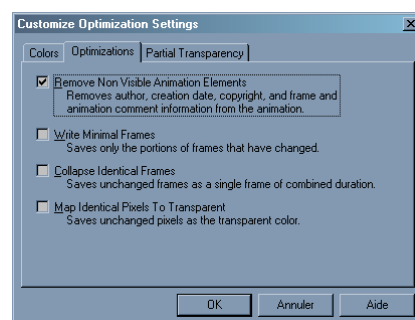 Customize Optimization Settings
Colors Optimizations Partial Transparency
Remove Non Visible Animation Elements
Removes author, creation date, copyright, and frame and
animation comment information from the animation.
Write Minimal Frames
Saves only the portions of frames that have changed.
Collapse Identical Frames
Saves unchanged frames as a single frame of combined duration.
Map Identical Pixels To Transparent
Saves unchanged pixels as the transparent color.
OK Annuler Aide